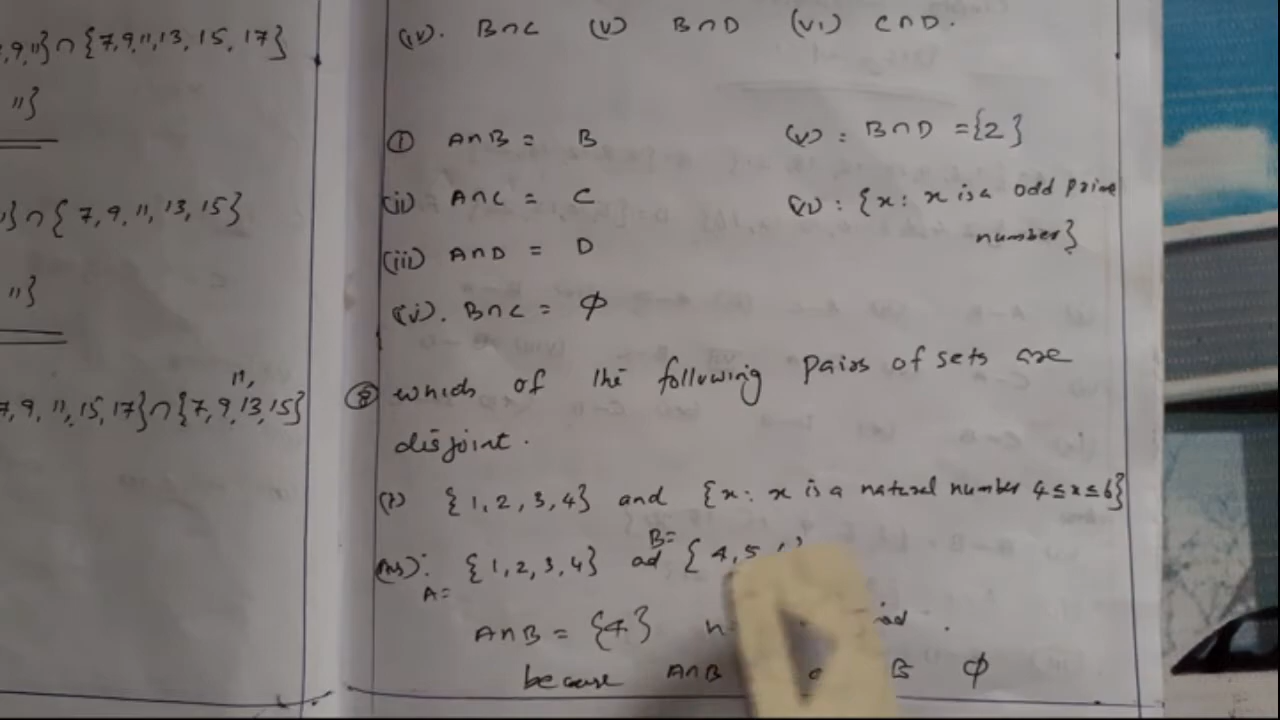 ,9,11}∩{7,9,11,13,15,17}
11}
}∩{7,9,11,13,15}
11}
11,
7,9,11,15,17}∩{7,9,13,15}
(iv). B∩C (v) B∩D (vi) C∩D.
① A∩B = B
(ii) A∩C = C
(iii) A∩D = D
(iv). B∩C = ϕ
(v): B∩D = {2}
(vi): {x: x is a odd prime
number}
⑧ which of the following pairs of sets are
disjoint.
(i) {1,2,3,4} and {x: x is a natural number 4≤x≤6}
(Ans): {1,2,3,4} ad B= {4,5
A=
A∩B = {4}
because A∩B ϕ